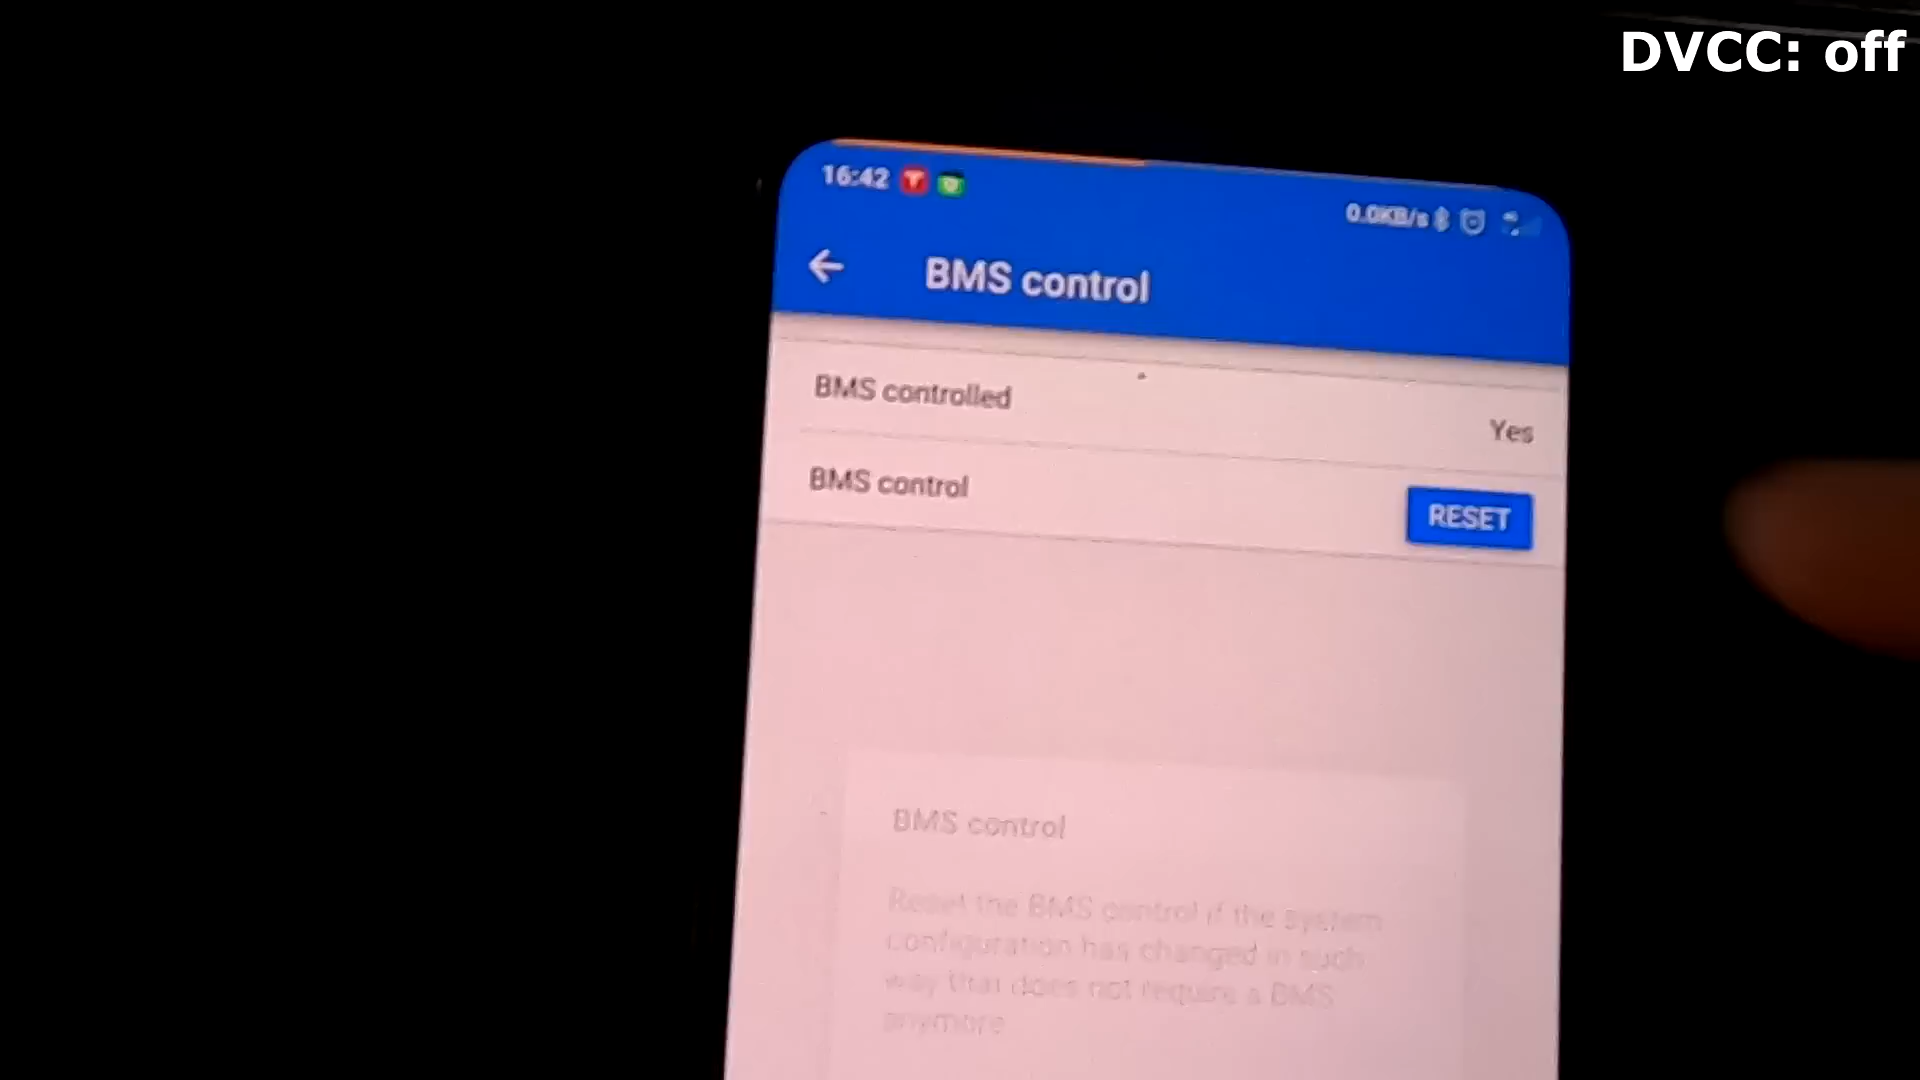 DVCC: off
16:42
0.0KB/s
BMS control
BMS controlled
Yes
BMS control
RESET
BMS control
Reset the BMS control if the system
configuration has changed in such
way that does not require a BMS
anymore